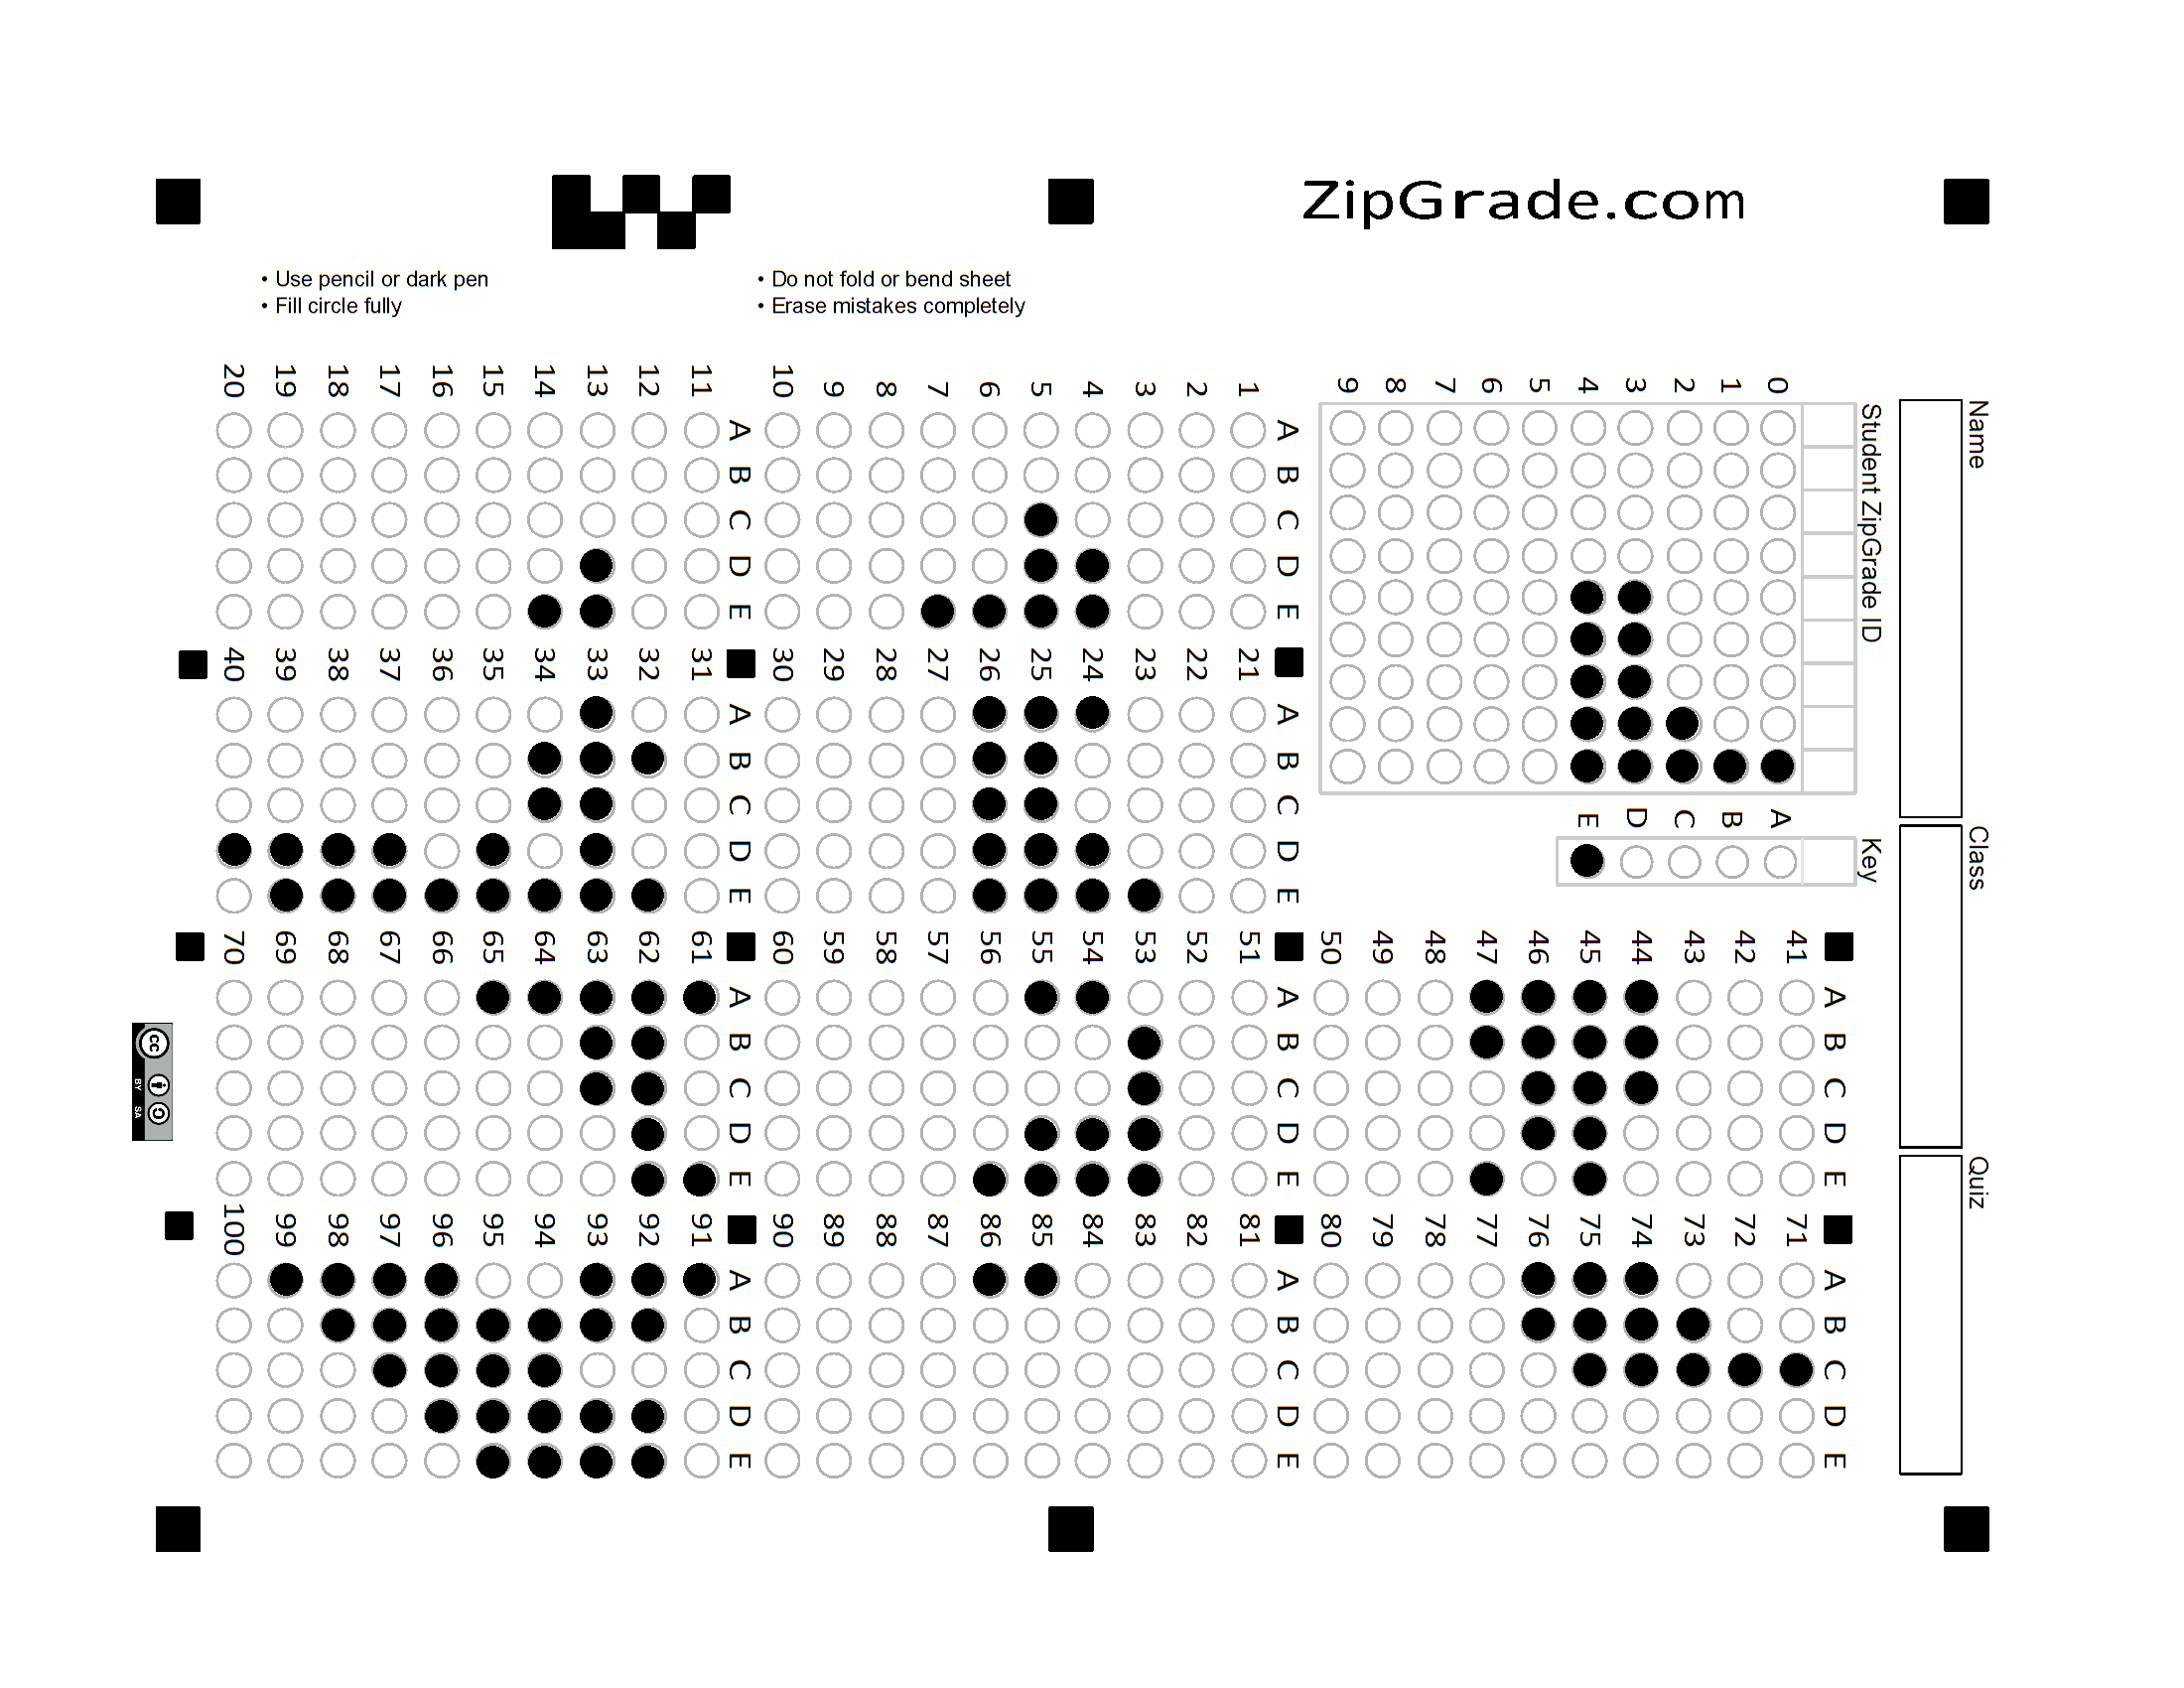 ZipGrade.com
• Use pencil or dark pen
• Fill circle fully
• Do not fold or bend sheet
• Erase mistakes completely
Name
Class
Quiz
Student ZipGrade ID
0 1 2 3 4 5 6 7 8 9
Key
A B C D E
1 2 3 4 5 6 7 8 9 10
A B C D E
11 12 13 14 15 16 17 18 19 20
A B C D E
21 22 23 24 25 26 27 28 29 30
A B C D E
31 32 33 34 35 36 37 38 39 40
A B C D E
41 42 43 44 45 46 47 48 49 50
A B C D E
51 52 53 54 55 56 57 58 59 60
A B C D E
61 62 63 64 65 66 67 68 69 70
A B C D E
71 72 73 74 75 76 77 78 79 80
A B C D E
81 82 83 84 85 86 87 88 89 90
A B C D E
91 92 93 94 95 96 97 98 99 100
A B C D E
cc
BY SA